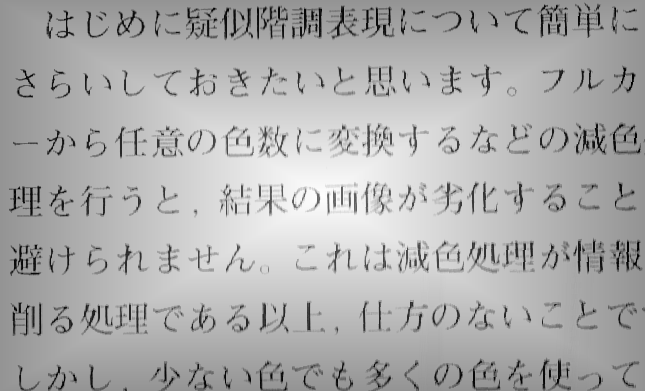 はじめに疑似階調表現について簡単に
さらいしておきたいと思います。フルカ
ーから任意の色数に変換するなどの減色
理を行うと，結果の画像が劣化すること
避けられません。これは減色処理が情報
削る処理である以上，仕方のないことで
しかし，少ない色でも多くの色を使って